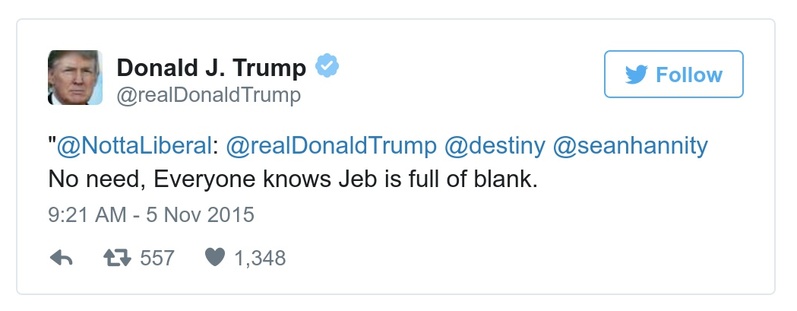 Donald J. Trump
@realDonaldTrump
Follow
"@NottaLiberal: @realDonaldTrump @destiny @seanhannity
No need, Everyone knows Jeb is full of blank.
9:21 AM - 5 Nov 2015
557 1,348